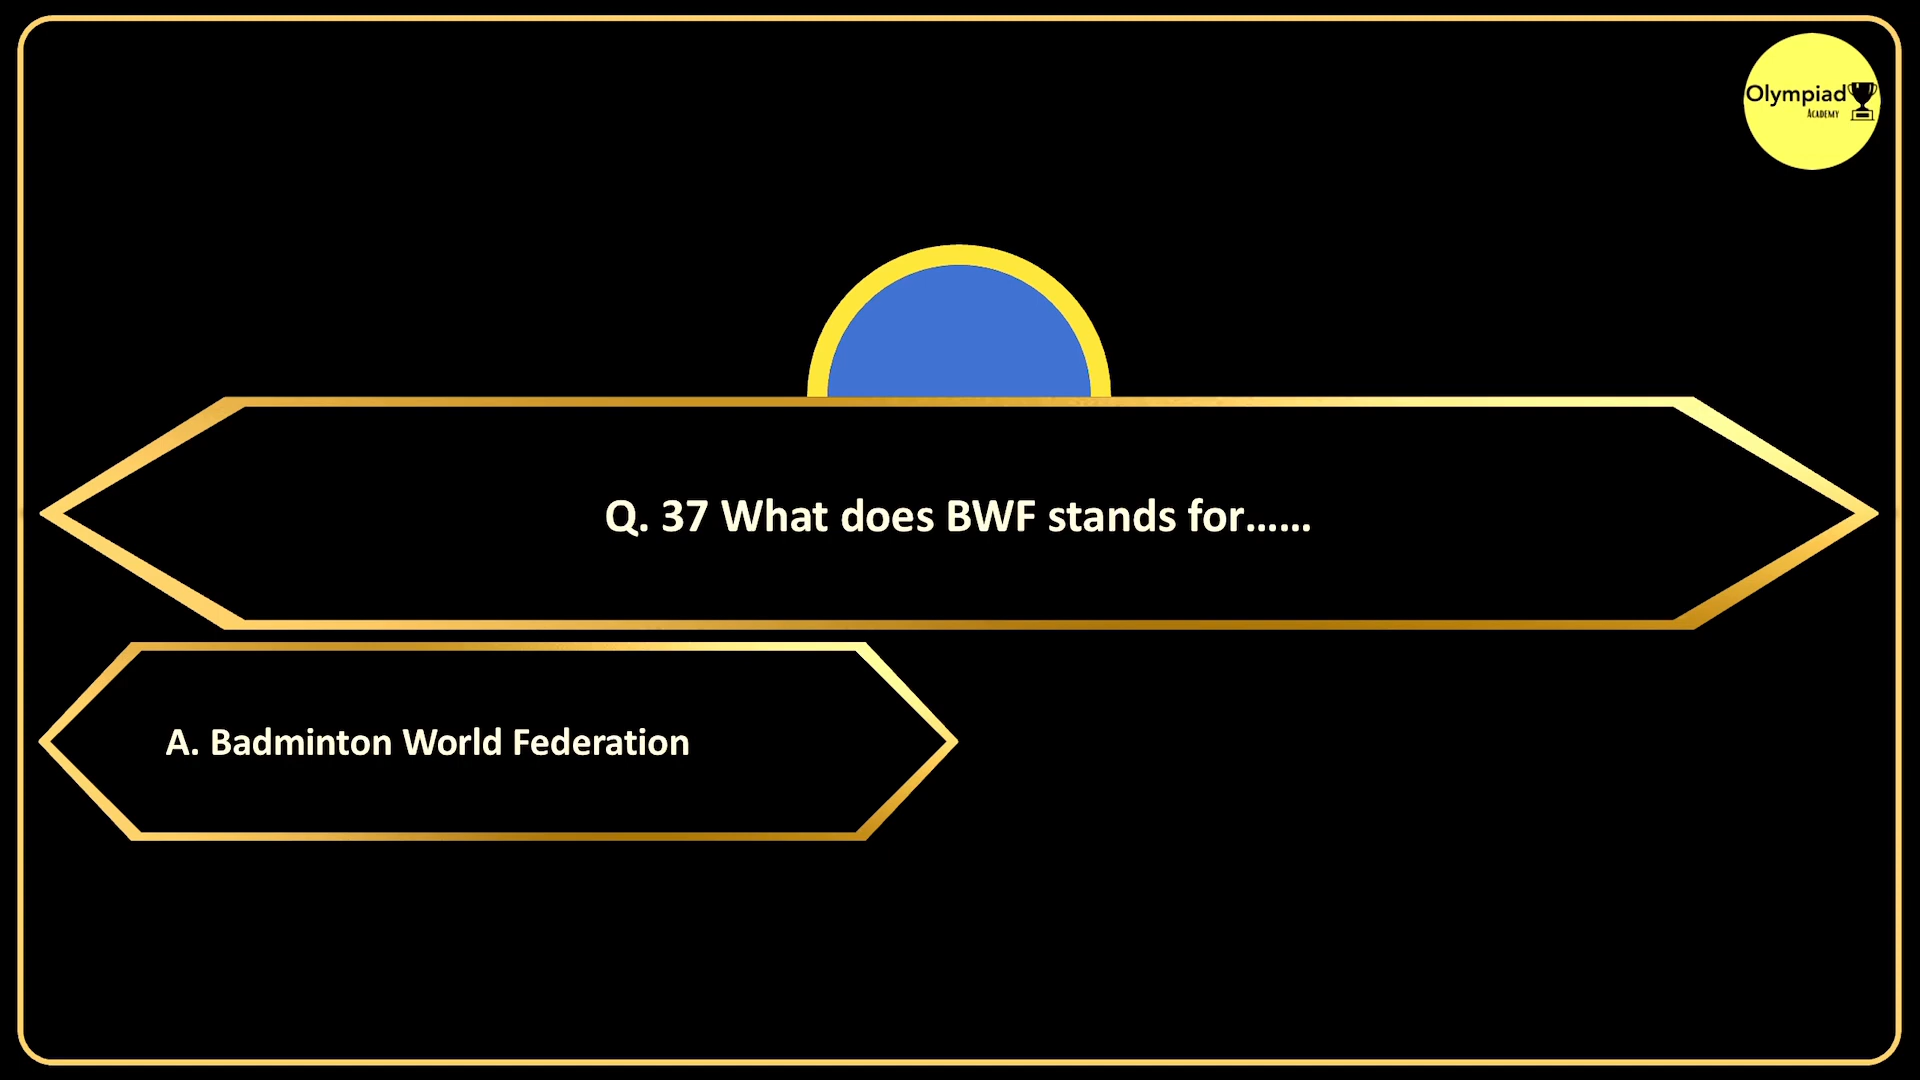 Olympiad
Academy
Q. 37 What does BWF stands for......
A. Badminton World Federation